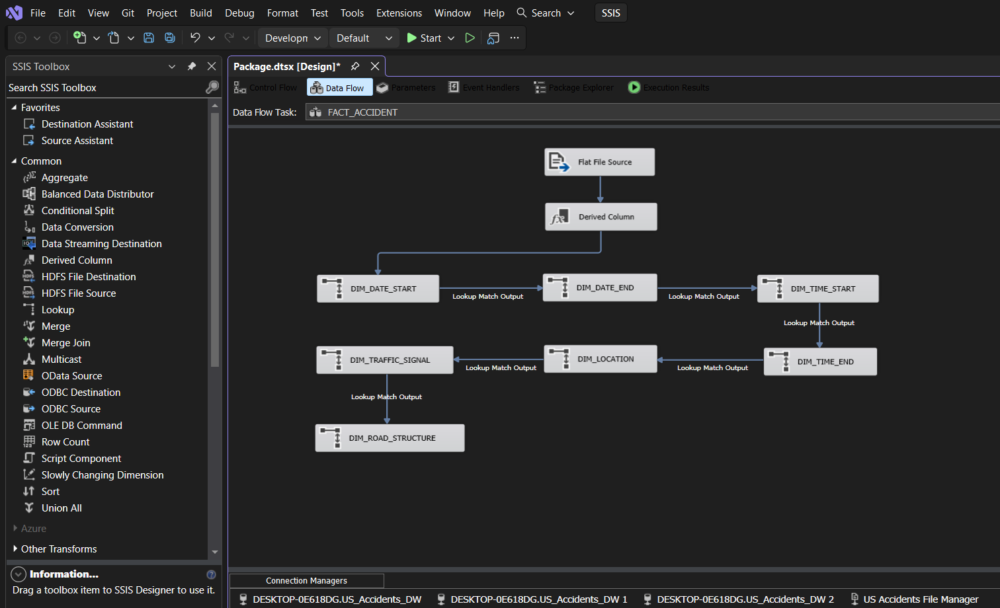 File Edit View Git Project Build Debug Format Test Tools Extensions Window Help Search SSIS
Developm Default Start
SSIS Toolbox
Search SSIS Toolbox
Favorites
Destination Assistant
Source Assistant
Common
Aggregate
Balanced Data Distributor
Conditional Split
Data Conversion
Data Streaming Destination
Derived Column
HDFS File Destination
HDFS File Source
Lookup
Merge
Merge Join
Multicast
OData Source
ODBC Destination
ODBC Source
OLE DB Command
Row Count
Script Component
Slowly Changing Dimension
Sort
Union All
Azure
Other Transforms
Information...
Drag a toolbox item to SSIS Designer to use it.
Package.dtsx [Design]*
Control Flow Data Flow Parameters Event Handlers Package Explorer Execution Results
Data Flow Task: FACT_ACCIDENT
Flat File Source
Derived Column
DIM_DATE_START
Lookup Match Output
DIM_DATE_END
Lookup Match Output
DIM_TIME_START
Lookup Match Output
DIM_TIME_END
Lookup Match Output
DIM_LOCATION
Lookup Match Output
DIM_TRAFFIC_SIGNAL
Lookup Match Output
DIM_ROAD_STRUCTURE
Connection Managers
DESKTOP-0E618DG.US_Accidents_DW DESKTOP-0E618DG.US_Accidents_DW 1 DESKTOP-0E618DG.US_Accidents_DW 2 US Accidents File Manager